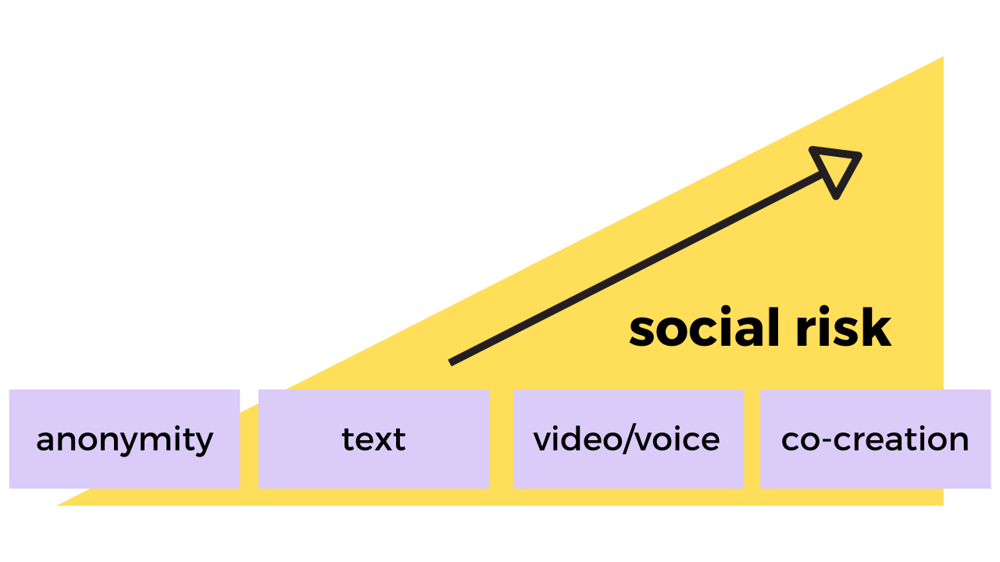 social risk
anonymity
text
video/voice
co-creation